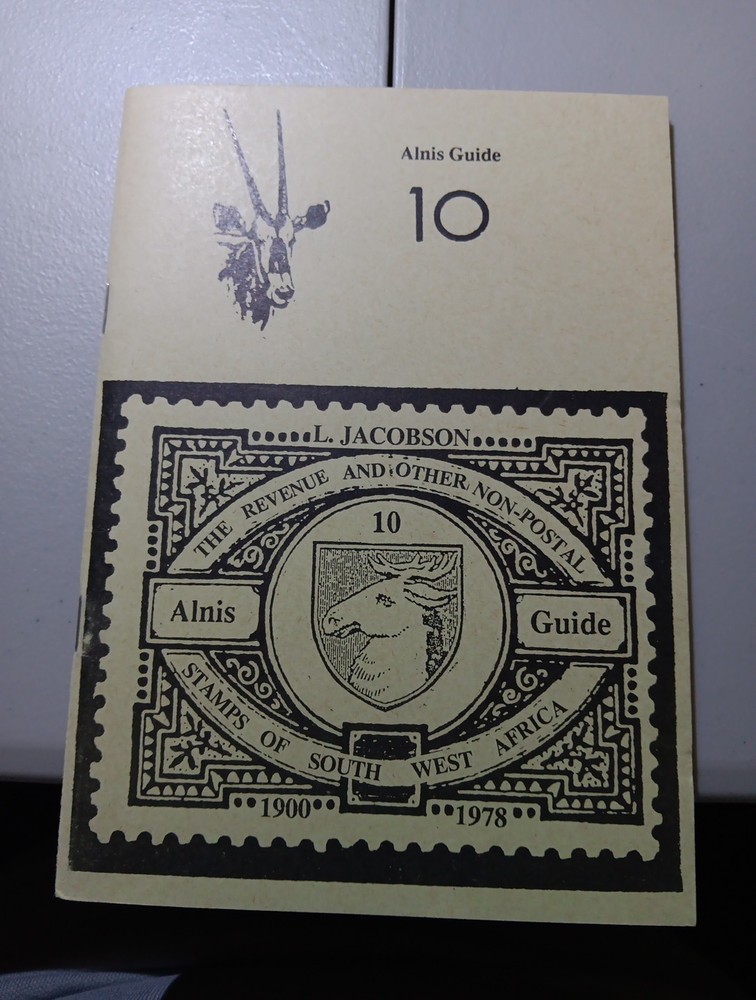 Alnis Guide
10
L. JACOBSON
THE REVENUE AND OTHER NON-POSTAL
10
Alnis
Guide
STAMPS OF SOUTH WEST AFRICA
1900
1978